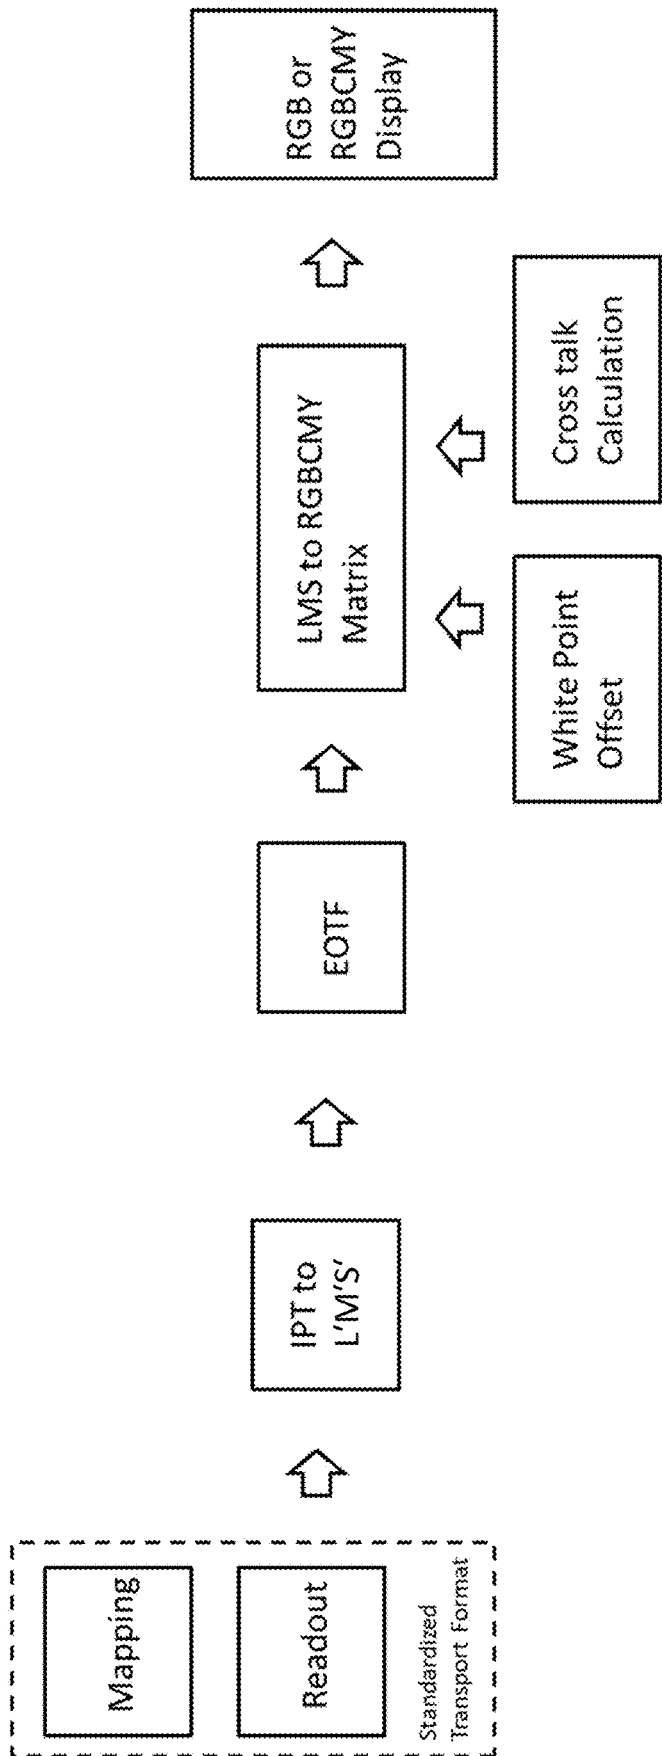 Mapping
Readout
Standardized
Transport Format
IPT to
L'M'S'
EOTF
LMS to RGBCMY
Matrix
White Point
Offset
Cross talk
Calculation
RGB or
RGBCMY
Display